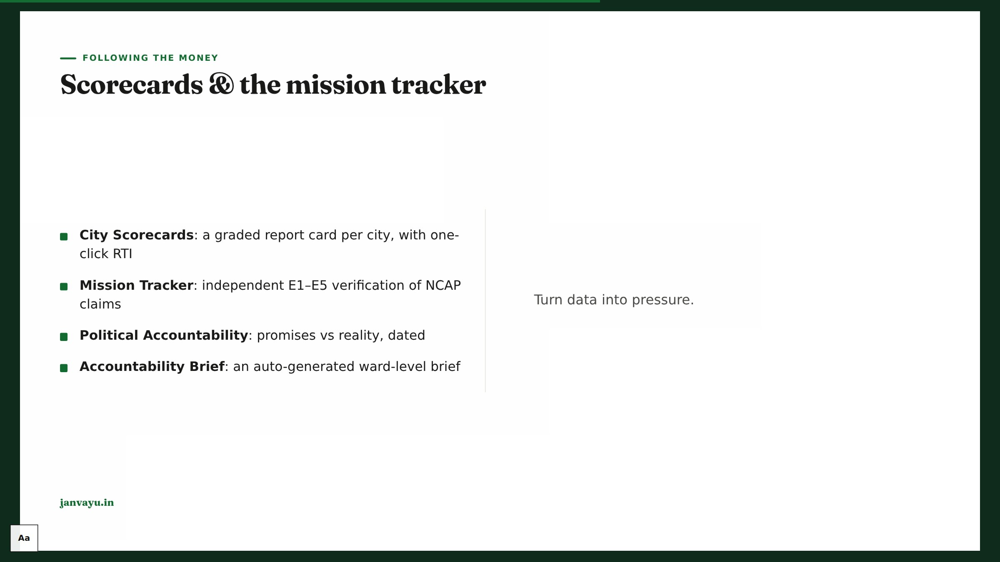 FOLLOWING THE MONEY
Scorecards & the mission tracker
City Scorecards: a graded report card per city, with one-
click RTI
Mission Tracker: independent E1–E5 verification of NCAP
claims
Political Accountability: promises vs reality, dated
Accountability Brief: an auto-generated ward-level brief
Turn data into pressure.
janvayu.in
Aa